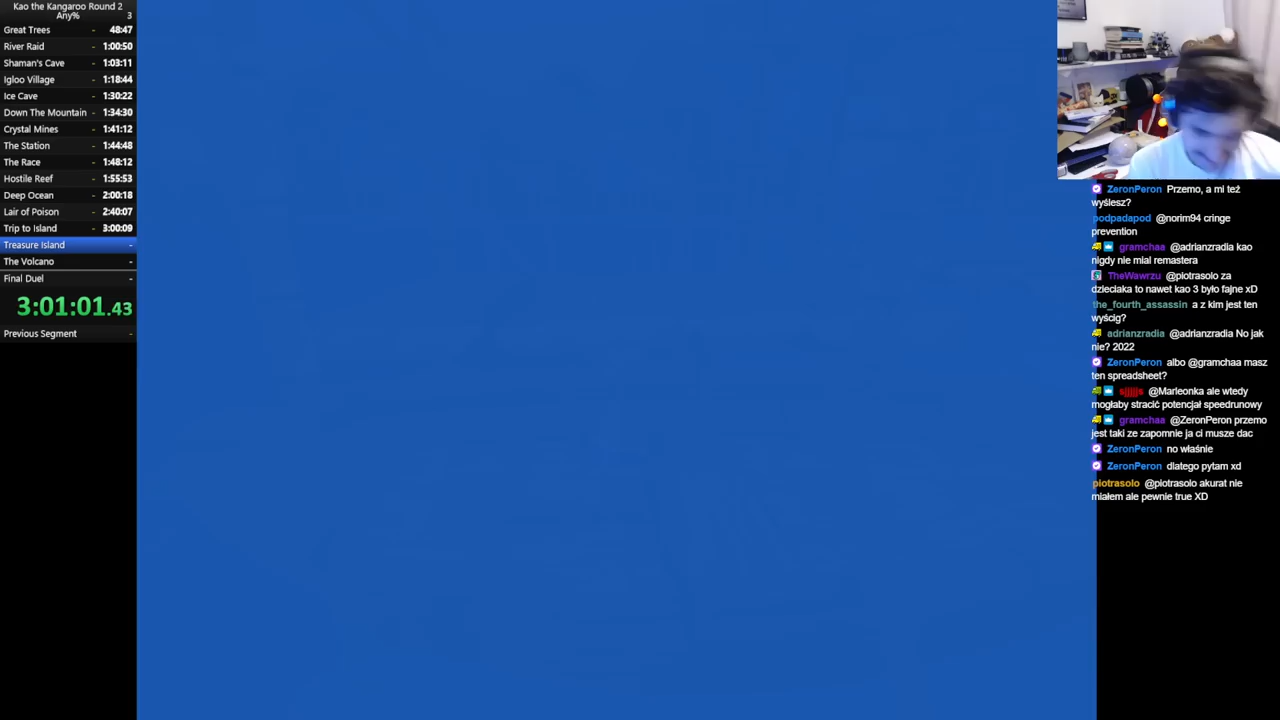 Kao the Kangaroo Round 2
Any% 3
Great Trees - 48:47
River Raid - 1:00:50
Shaman's Cave - 1:03:11
Igloo Village - 1:18:44
Ice Cave - 1:30:22
Down The Mountain - 1:34:30
Crystal Mines - 1:41:12
The Station - 1:44:48
The Race - 1:48:12
Hostile Reef - 1:55:53
Deep Ocean - 2:00:18
Lair of Poison - 2:40:07
Trip to Island - 3:00:09
Treasure Island -
The Volcano -
Final Duel -
3:01:01.43
Previous Segment -
ZeronPeron Przemo, a mi też
wyślesz?
podpadapod @norim94 cringe
prevention
gramchaa @adrianzradia kao
nigdy nie mial remastera
TheWawrzu @piotrasolo za
dzieciaka to nawet kao 3 było fajne xD
the_fourth_assassin a z kim jest ten
wyścig?
adrianzradia @adrianzradia No jak
nie? 2022
ZeronPeron albo @gramchaa masz
ten spreadsheet?
@Marleonka ale wtedy
mogłaby stracić potencjał speedrunowy
gramchaa @ZeronPeron przemo
jest taki ze zapomnie ja ci musze dac
ZeronPeron no właśnie
ZeronPeron dlatego pytam xd
piotrasolo @piotrasolo akurat nie
miałem ale pewnie true XD